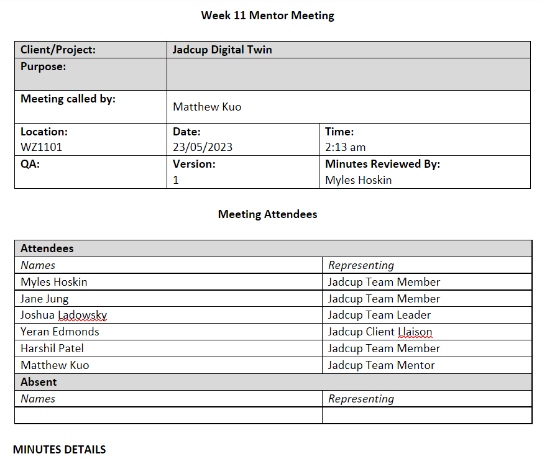 Week 11 Mentor Meeting
Client/Project: Jadcup Digital Twin
Purpose:
Meeting called by: Matthew Kuo
Location: Date: Time:
WZ1101 23/05/2023 2:13 am
QA: Version: Minutes Reviewed By:
1 Myles Hoskin
Meeting Attendees
Attendees
Names Representing
Myles Hoskin Jadcup Team Member
Jane Jung Jadcup Team Member
Joshua Ladowsky Jadcup Team Leader
Yeran Edmonds Jadcup Client Llaison
Harshil Patel Jadcup Team Member
Matthew Kuo Jadcup Team Mentor
Absent
Names Representing
MINUTES DETAILS